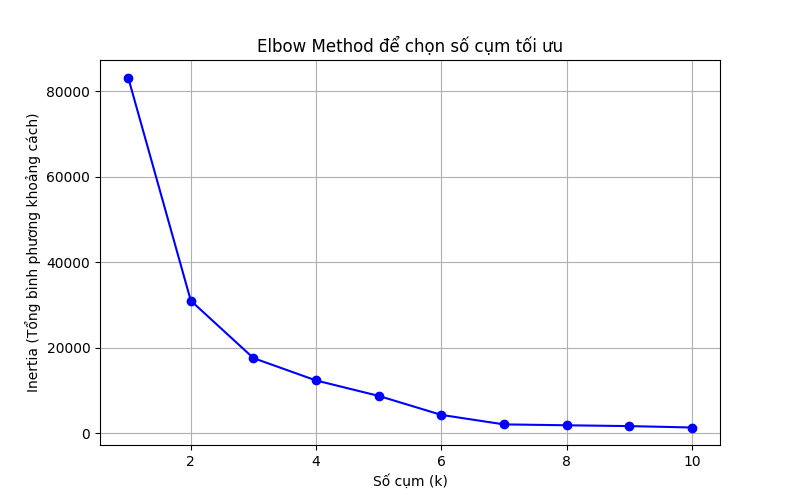 Elbow Method để chọn số cụm tối ưu
Inertia (Tổng bình phương khoảng cách)
80000
60000
40000
20000
0
2 4 6 8 10
Số cụm (k)